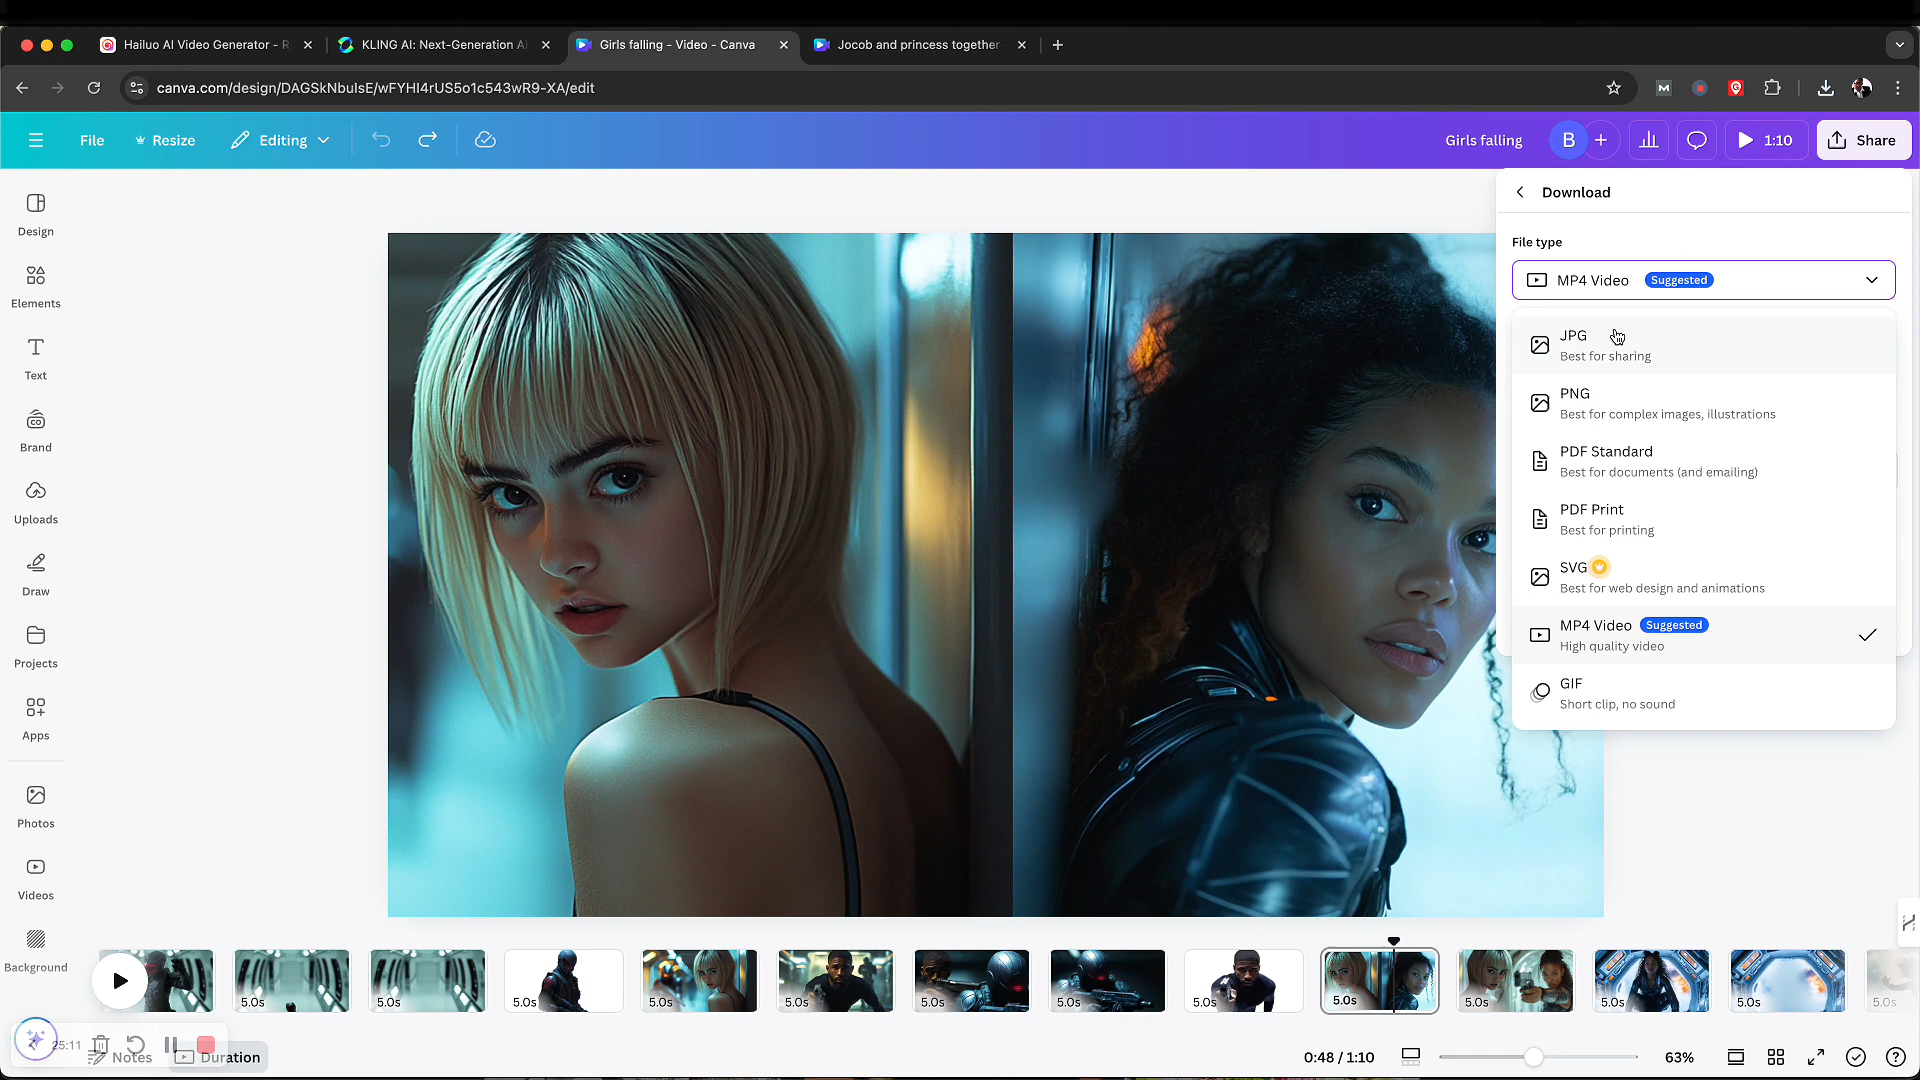 Hailuo AI Video Generator - R
KLING AI: Next-Generation AI
Girls falling - Video - Canva
Jocob and princess together
canva.com/design/DAGSkNbuIsE/wFYHI4rUS5o1c543wR9-XA/edit
File
Resize
Editing
Girls falling
B
1:10
Share
Design
Elements
Text
Brand
Uploads
Draw
Projects
Apps
Photos
Videos
Background
Download
File type
MP4 Video Suggested
JPG
Best for sharing
PNG
Best for complex images, illustrations
PDF Standard
Best for documents (and emailing)
PDF Print
Best for printing
SVG
Best for web design and animations
MP4 Video Suggested
High quality video
GIF
Short clip, no sound
5.0s
5.0s
5.0s
5.0s
5.0s
5.0s
5.0s
5.0s
5.0s
5.0s
5.0s
5.0s
5.0s
25:11
Notes
Duration
0:48 / 1:10
63%